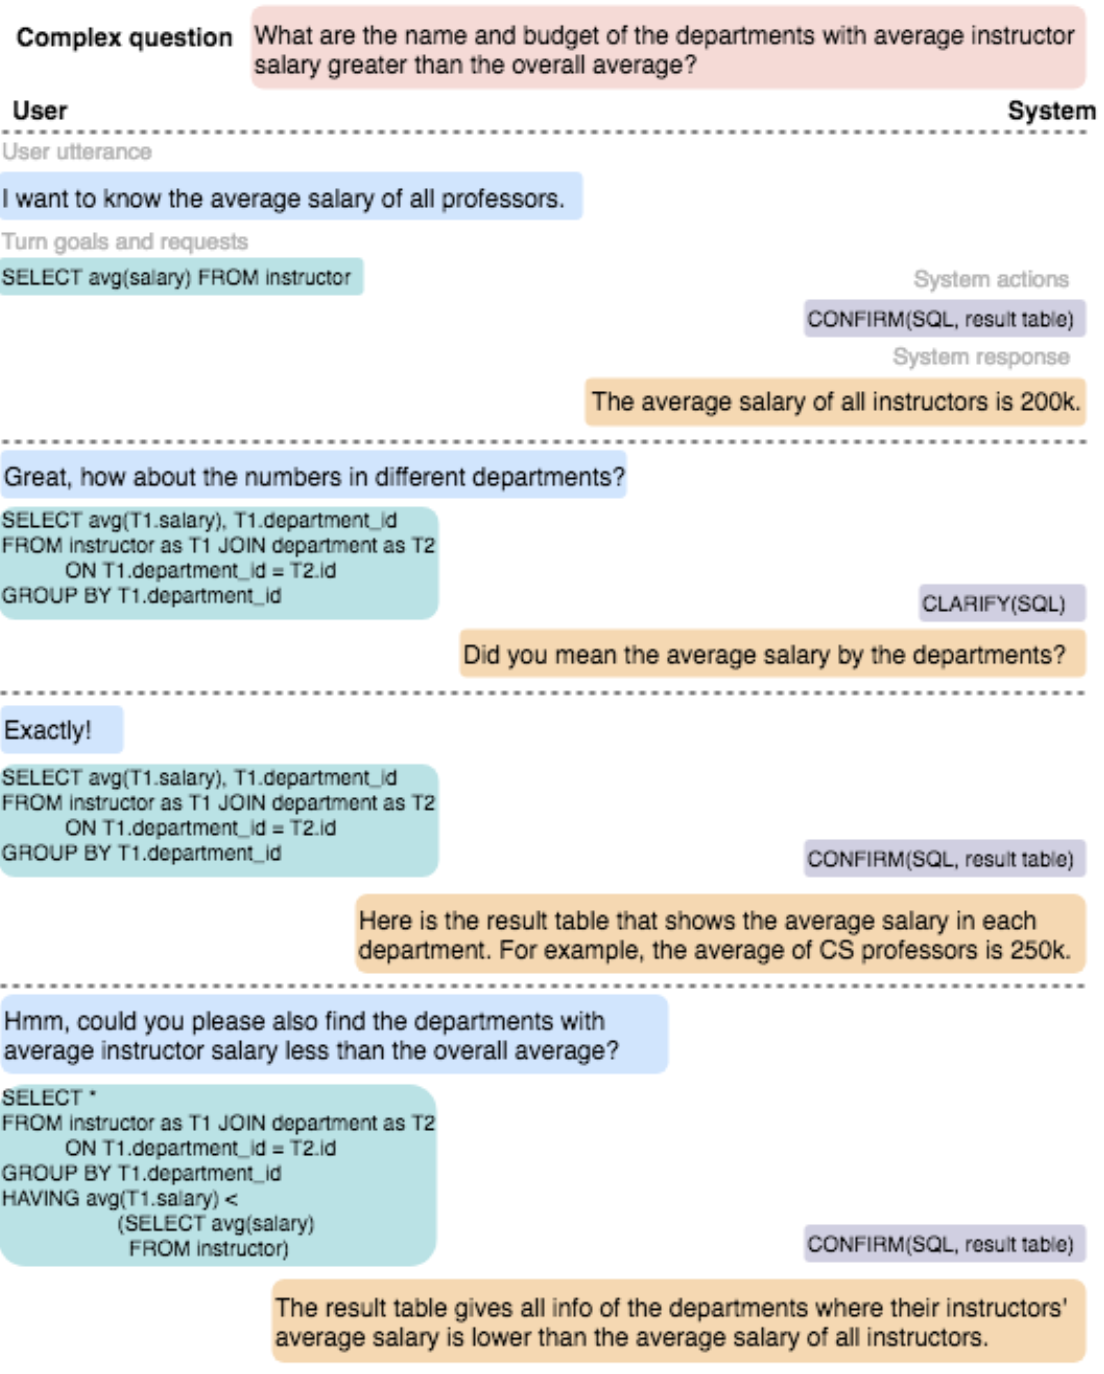 Complex question
What are the name and budget of the departments with average instructor
salary greater than the overall average?
User
System
User utterance
I want to know the average salary of all professors.
Turn goals and requests
SELECT avg(salary) FROM instructor
System actions
CONFIRM(SQL, result table)
System response
The average salary of all instructors is 200k.
Great, how about the numbers in different departments?
SELECT avg(T1.salary), T1.department_id
FROM instructor as T1 JOIN department as T2
ON T1.department_id = T2.id
GROUP BY T1.department_id
CLARIFY(SQL)
Did you mean the average salary by the departments?
Exactly!
SELECT avg(T1.salary), T1.department_id
FROM instructor as T1 JOIN department as T2
ON T1.department_id = T2.id
GROUP BY T1.department_id
CONFIRM(SQL, result table)
Here is the result table that shows the average salary in each
department. For example, the average of CS professors is 250k.
Hmm, could you please also find the departments with
average instructor salary less than the overall average?
SELECT *
FROM instructor as T1 JOIN department as T2
ON T1.department_id = T2.id
GROUP BY T1.department_id
HAVING avg(T1.salary) <
(SELECT avg(salary)
FROM instructor)
CONFIRM(SQL, result table)
The result table gives all info of the departments where their instructors'
average salary is lower than the average salary of all instructors.